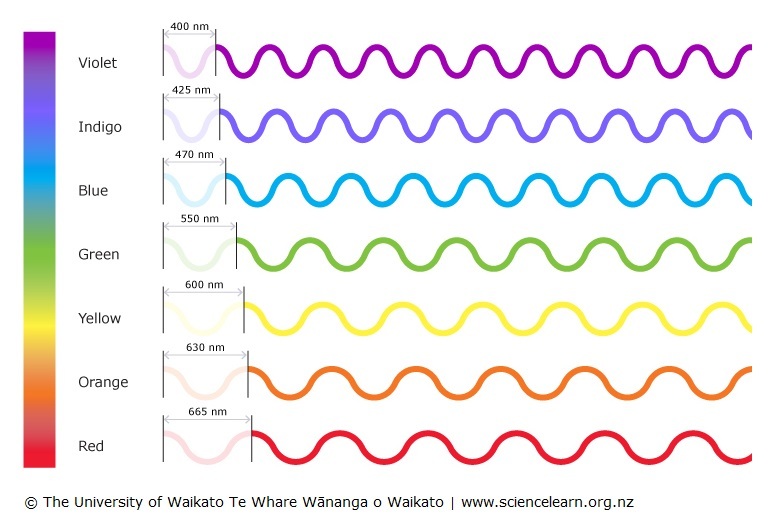 400 nm
Violet
425 nm
Indigo
470 nm
Blue
550 nm
Green
600 nm
Yellow
630 nm
Orange
665 nm
Red
© The University of Waikato Te Whare Wānanga o Waikato | www.sciencelearn.org.nz